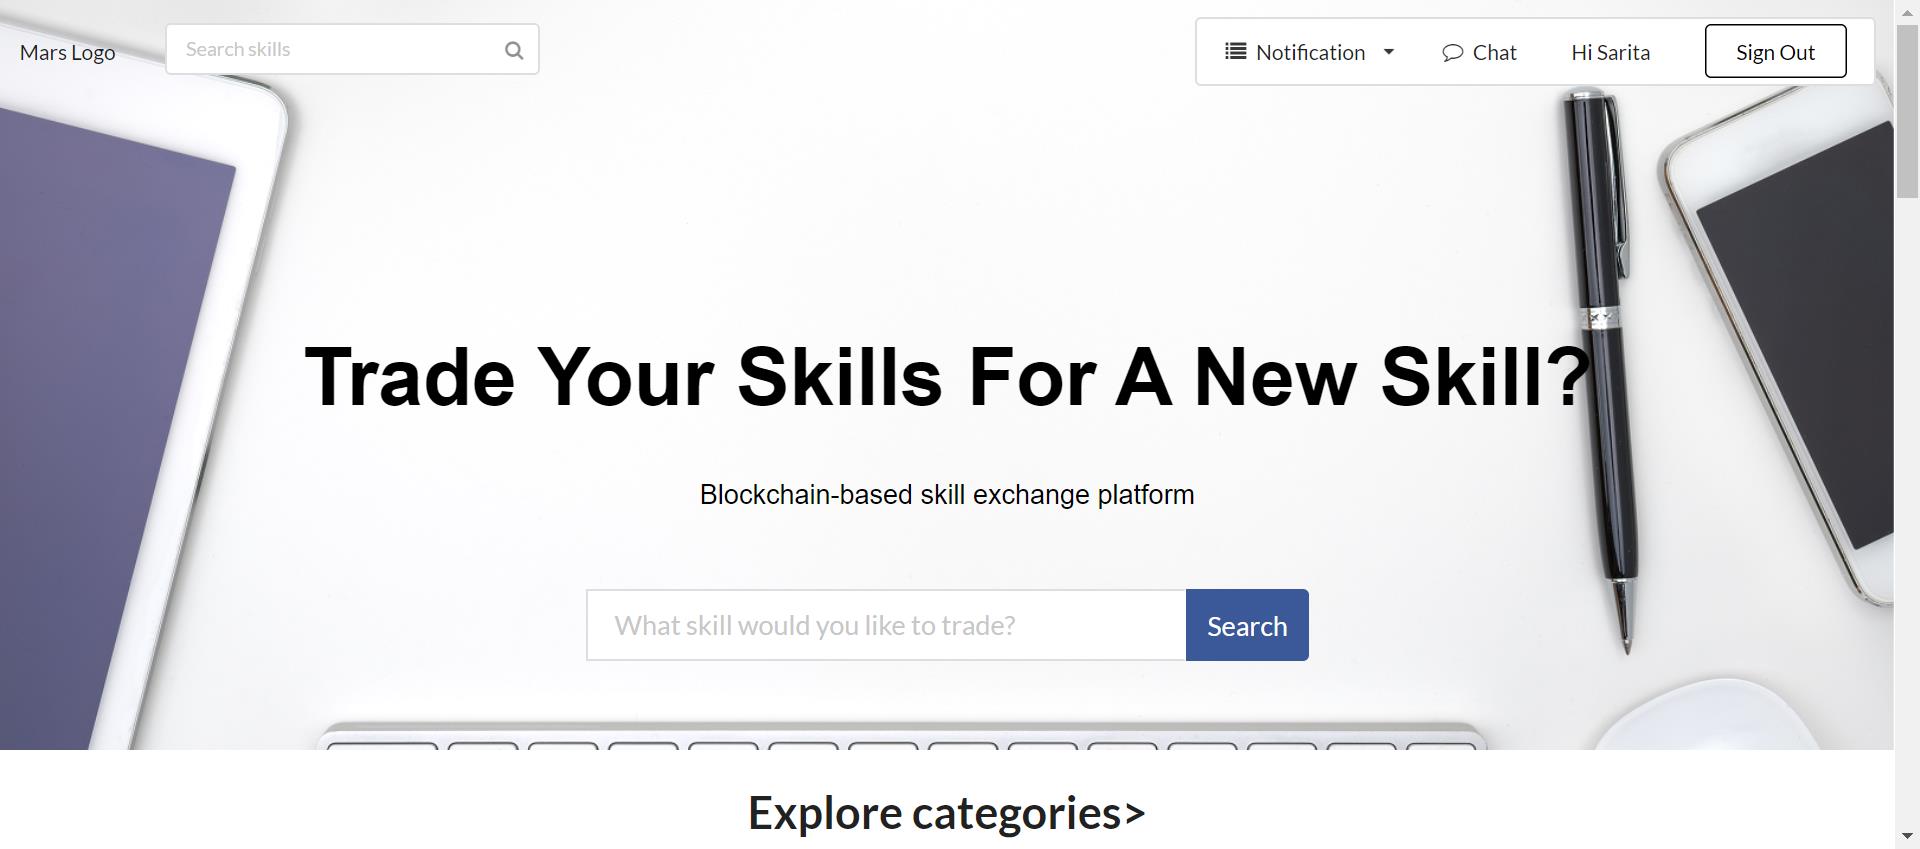 Mars Logo
Search skills
Notification
Chat
Hi Sarita
Sign Out
Trade Your Skills For A New Skill?
Blockchain-based skill exchange platform
What skill would you like to trade?
Search
Explore categories>